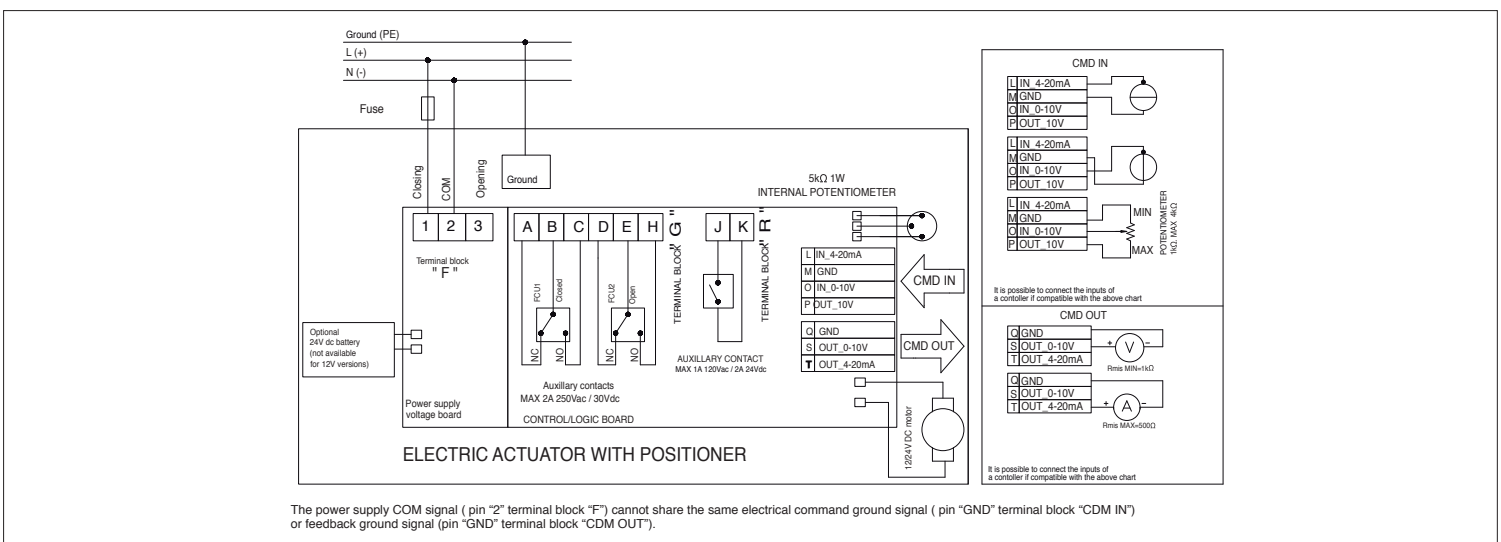 Ground (PE)
L (+)
N (-)
Fuse
Closing
COM
Opening
Ground
1 2 3
Terminal block
" F "
A B C D E H
TERMINAL BLOCK "G"
J K
TERMINAL BLOCK "R"
FCU1
Closed
NC
NO
FCU2
Open
NC
NO
Auxillary contacts
MAX 2A 250Vac / 30Vdc
AUXILLARY CONTACT
MAX 1A 120Vac / 2A 24Vdc
5kΩ 1W
INTERNAL POTENTIOMETER
L IN_4-20mA
M GND
O IN_0-10V
P OUT_10V
CMD IN
Q GND
S OUT_0-10V
T OUT_4-20mA
CMD OUT
12/24V DC motor
Optional
24V dc battery
(not available
for 12V versions)
Power supply
voltage board
CONTROL/LOGIC BOARD
ELECTRIC ACTUATOR WITH POSITIONER
CMD IN
L IN_4-20mA
M GND
O IN_0-10V
P OUT_10V
L IN_4-20mA
M GND
O IN_0-10V
P OUT_10V
L IN_4-20mA
M GND
O IN_0-10V
P OUT_10V
MIN
MAX
POTENTIOMETER
1kΩ. MAX. 4kΩ
It is possible to connect the inputs of
a contoller if compatible with the above chart
CMD OUT
Q GND
S OUT_0-10V
T OUT_4-20mA
+ V -
Rmis MIN=1kΩ
Q GND
S OUT_0-10V
T OUT_4-20mA
+ A -
Rmis MAX=500Ω
It is possible to connect the inputs of
a contoller if compatible with the above chart
The power supply COM signal ( pin “2” terminal block “F”) cannot share the same electrical command ground signal ( pin “GND” terminal block “CDM IN”)
or feedback ground signal (pin “GND” terminal block “CDM OUT”).